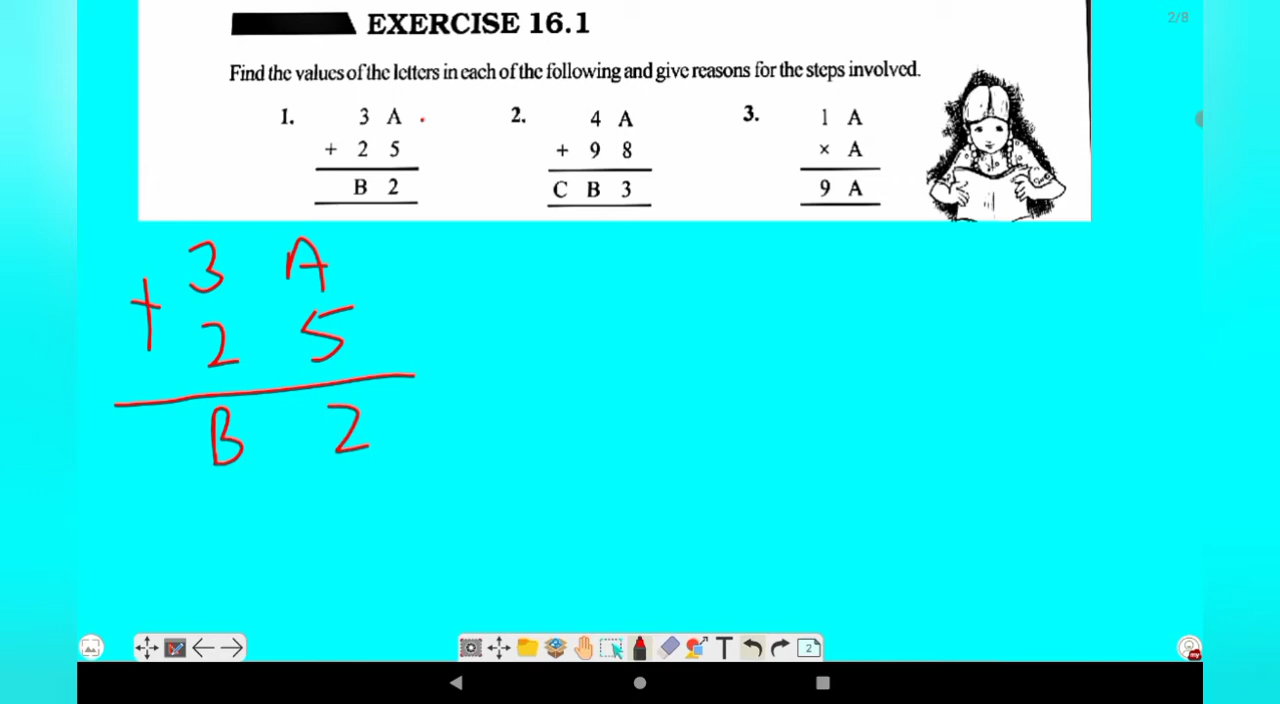 2/8
EXERCISE 16.1
Find the values of the letters in each of the following and give reasons for the steps involved.
1. 3 A 2. 4 A 3. 1 A
+ 2 5 + 9 8 × A
B 2 C B 3 9 A
3 A
+ 2 5
B 2
T 2
my